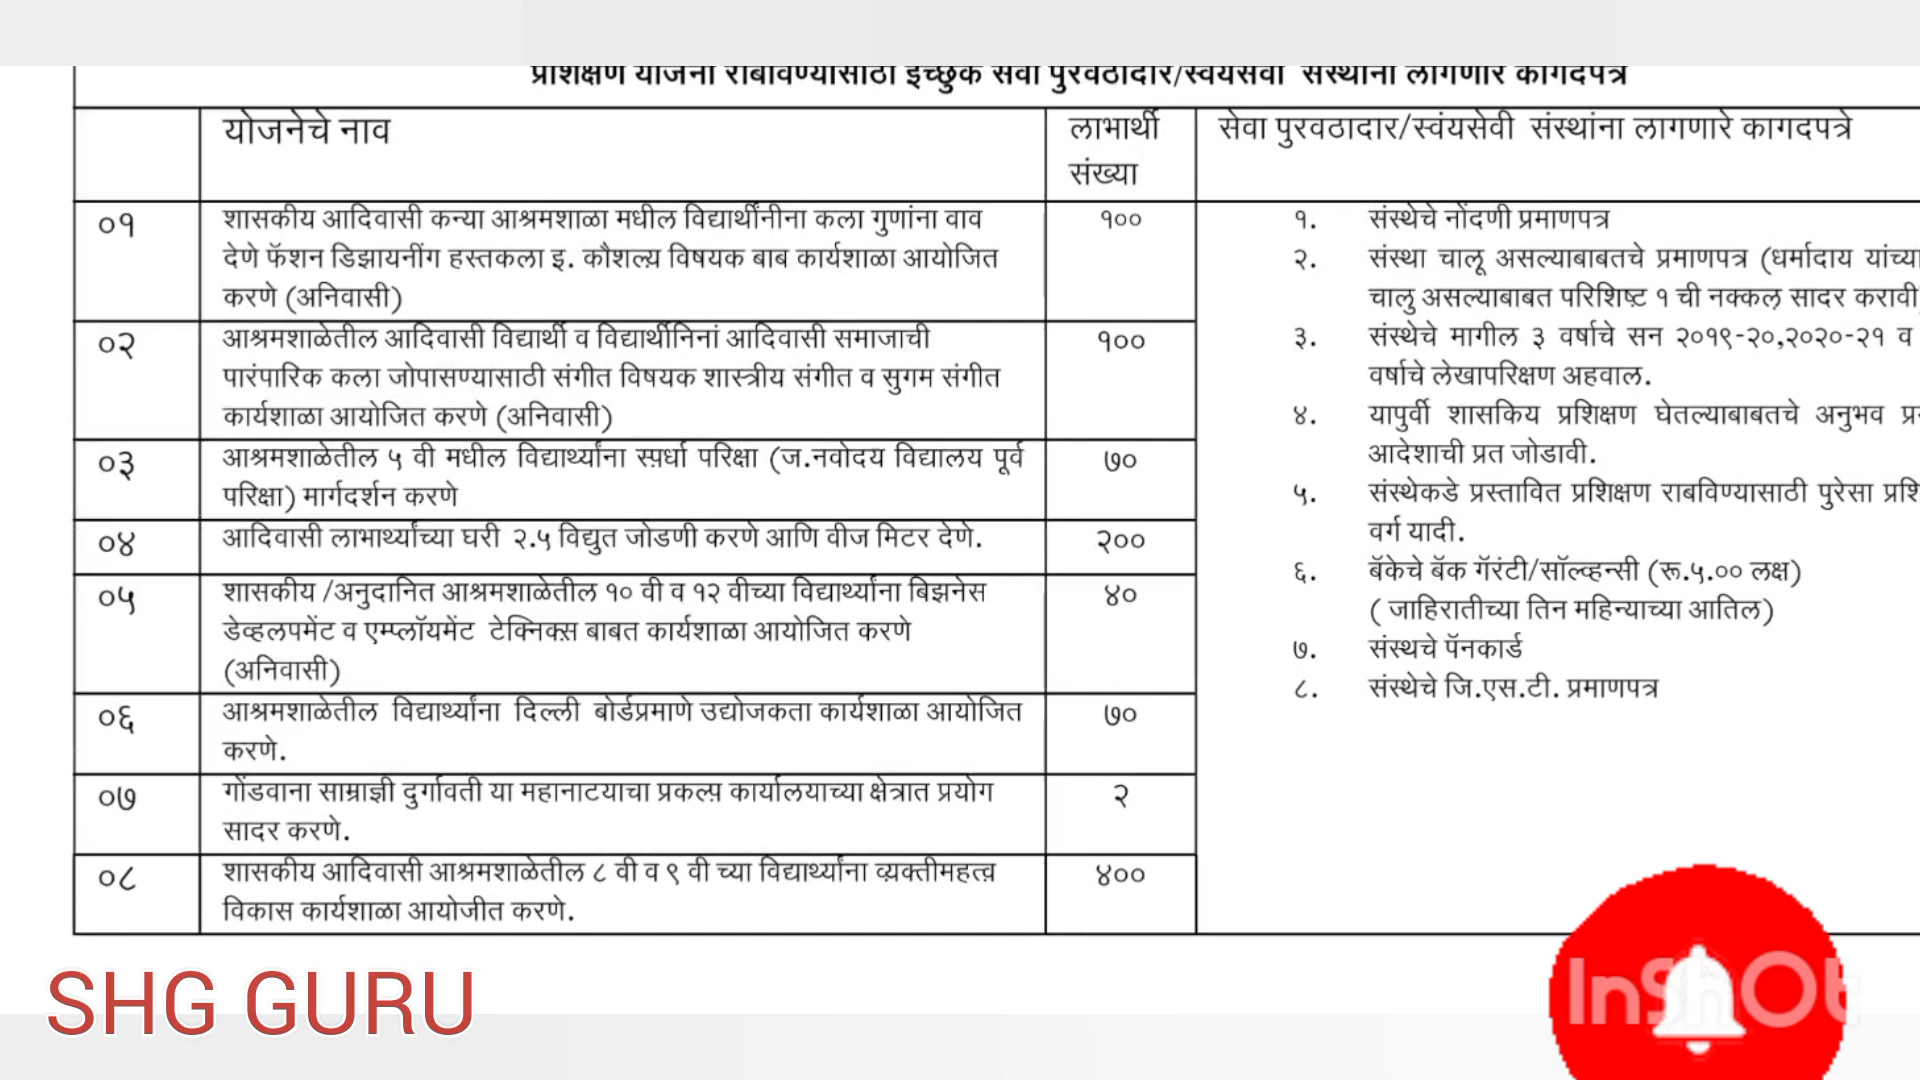 प्रशिक्षण योजना राबविण्यासाठी इच्छुक सेवा पुरवठादार/स्वयंसेवी संस्थांना लागणारे कागदपत्रे
योजनेचे नाव
लाभार्थी
संख्या
सेवा पुरवठादार/स्वंयसेवी संस्थांना लागणारे कागदपत्रे
०१
शासकीय आदिवासी कन्या आश्रमशाळा मधील विद्यार्थींनीना कला गुणांना वाव
देणे फॅशन डिझायनींग हस्तकला इ. कौशल्य विषयक बाब कार्यशाळा आयोजित
करणे (अनिवासी)
१००
०२
आश्रमशाळेतील आदिवासी विद्यार्थी व विद्यार्थीनिनां आदिवासी समाजाची
पारंपारिक कला जोपासण्यासाठी संगीत विषयक शास्त्रीय संगीत व सुगम संगीत
कार्यशाळा आयोजित करणे (अनिवासी)
१००
०३
आश्रमशाळेतील ५ वी मधील विद्यार्थ्यांना स्पर्धा परिक्षा (ज.नवोदय विद्यालय पूर्व
परिक्षा) मार्गदर्शन करणे
७०
०४
आदिवासी लाभार्थ्यांच्या घरी २.५ विद्युत जोडणी करणे आणि वीज मिटर देणे.
२००
०५
शासकीय /अनुदानित आश्रमशाळेतील १० वी व १२ वीच्या विद्यार्थ्यांना बिझनेस
डेव्हलपमेंट व एम्प्लॉयमेंट टेक्निक्स बाबत कार्यशाळा आयोजित करणे
(अनिवासी)
४०
०६
आश्रमशाळेतील विद्यार्थ्यांना दिल्ली बोर्डप्रमाणे उद्योजकता कार्यशाळा आयोजित
करणे.
७०
०७
गोंडवाना साम्राज्ञी दुर्गावती या महानाटयाचा प्रकल्प कार्यालयाच्या क्षेत्रात प्रयोग
सादर करणे.
२
०८
शासकीय आदिवासी आश्रमशाळेतील ८ वी व ९ वी च्या विद्यार्थ्यांना व्यक्तीमहत्व
विकास कार्यशाळा आयोजीत करणे.
४००
१. संस्थेचे नोंदणी प्रमाणपत्र
२. संस्था चालू असल्याबाबतचे प्रमाणपत्र (धर्मादाय यांच्या
चालु असल्याबाबत परिशिष्ट १ ची नक्कल सादर करावी
३. संस्थेचे मागील ३ वर्षाचे सन २०१९-२०,२०२०-२१ व
वर्षाचे लेखापरिक्षण अहवाल.
४. यापुर्वी शासकिय प्रशिक्षण घेतल्याबाबतचे अनुभव
आदेशाची प्रत जोडावी.
५. संस्थेकडे प्रस्तावित प्रशिक्षण राबविण्यासाठी पुरेसा
वर्ग यादी.
६. बॅकेचे बॅक गॅरंटी/सॉल्व्हन्सी (रू.५.०० लक्ष)
( जाहिरातीच्या तिन महिन्याच्या आतिल)
७. संस्थचे पॅनकार्ड
८. संस्थेचे जि.एस.टी. प्रमाणपत्र
SHG GURU
InShOt